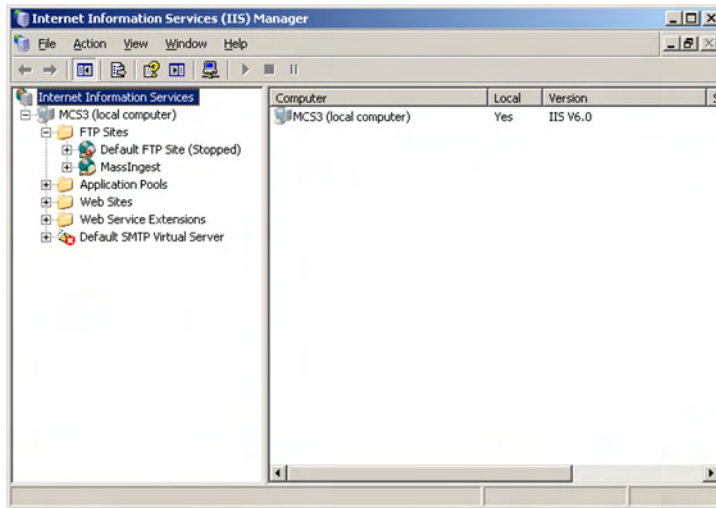 Internet Information Services (IIS) Manager
File Action View Window Help
Internet Information Services
MCS3 (local computer)
FTP Sites
Default FTP Site (Stopped)
MassIngest
Application Pools
Web Sites
Web Service Extensions
Default SMTP Virtual Server
Computer Local Version
MCS3 (local computer) Yes IIS V6.0